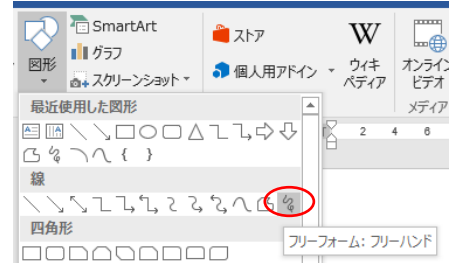 SmartArt
グラフ
スクリーンショット
図形
ストア
個人用アドイン
W
ウィキ
ペディア
オンライン
ビデオ
メディア
最近使用した図形
2 4 6
線
四角形
フリーフォーム: フリーハンド